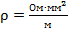 ρ = Ом·мм²/м